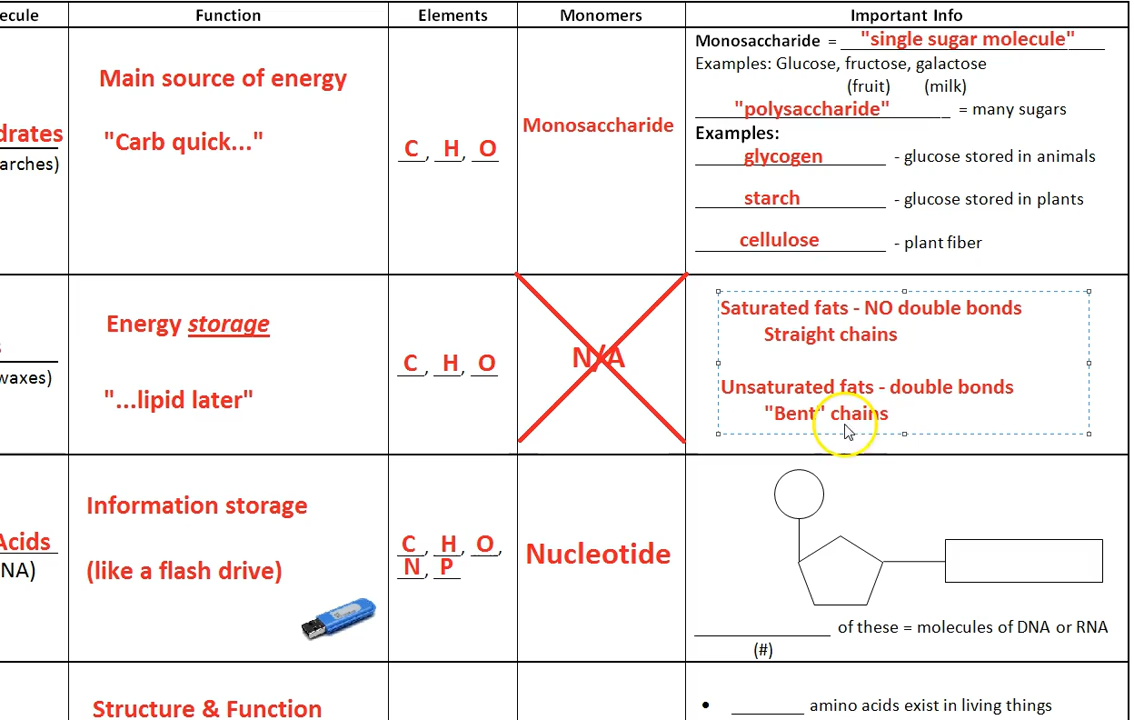 ecule Function Elements Monomers Important Info
drates
arches)
Main source of energy
"Carb quick..."
C, H, O
Monosaccharide
Monosaccharide = "single sugar molecule"
Examples: Glucose, fructose, galactose
(fruit) (milk)
"polysaccharide" = many sugars
Examples:
glycogen - glucose stored in animals
starch - glucose stored in plants
cellulose - plant fiber
s
waxes)
Energy storage
"...lipid later"
C, H, O
N/A
Saturated fats - NO double bonds
Straight chains
Unsaturated fats - double bonds
"Bent" chains
Acids
NA)
Information storage
(like a flash drive)
C, H, O,
N, P
Nucleotide
of these = molecules of DNA or RNA
(#)
Structure & Function
• ________ amino acids exist in living things